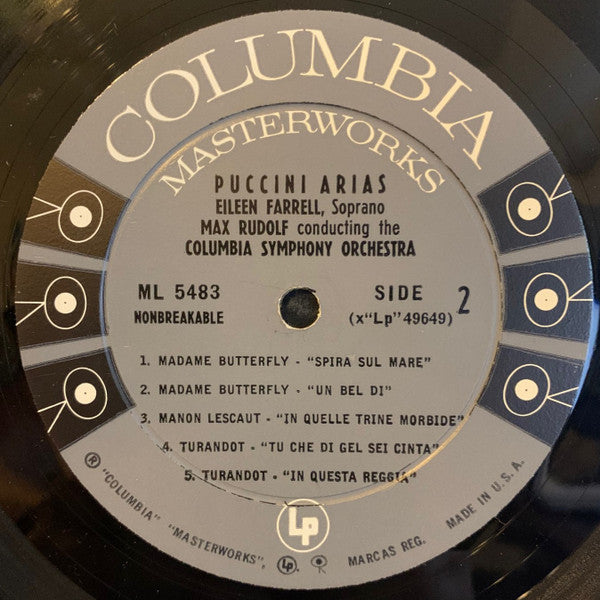 COLUMBIA
MASTERWORKS
PUCCINI ARIAS
EILEEN FARRELL, Soprano
MAX RUDOLF conducting the
COLUMBIA SYMPHONY ORCHESTRA
ML 5483
NONBREAKABLE
SIDE 2
(x“Lp”49649)
1. MADAME BUTTERFLY - “SPIRA SUL MARE”
2. MADAME BUTTERFLY - “UN BEL DI”
3. MANON LESCAUT - “IN QUELLE TRINE MORBIDE”
4. TURANDOT - “TU CHE DI GEL SEI CINTA”
5. TURANDOT - “IN QUESTA REGGIA”
Lp
® “COLUMBIA” “MASTERWORKS”, Lp. MARCAS REG. MADE IN U.S.A.